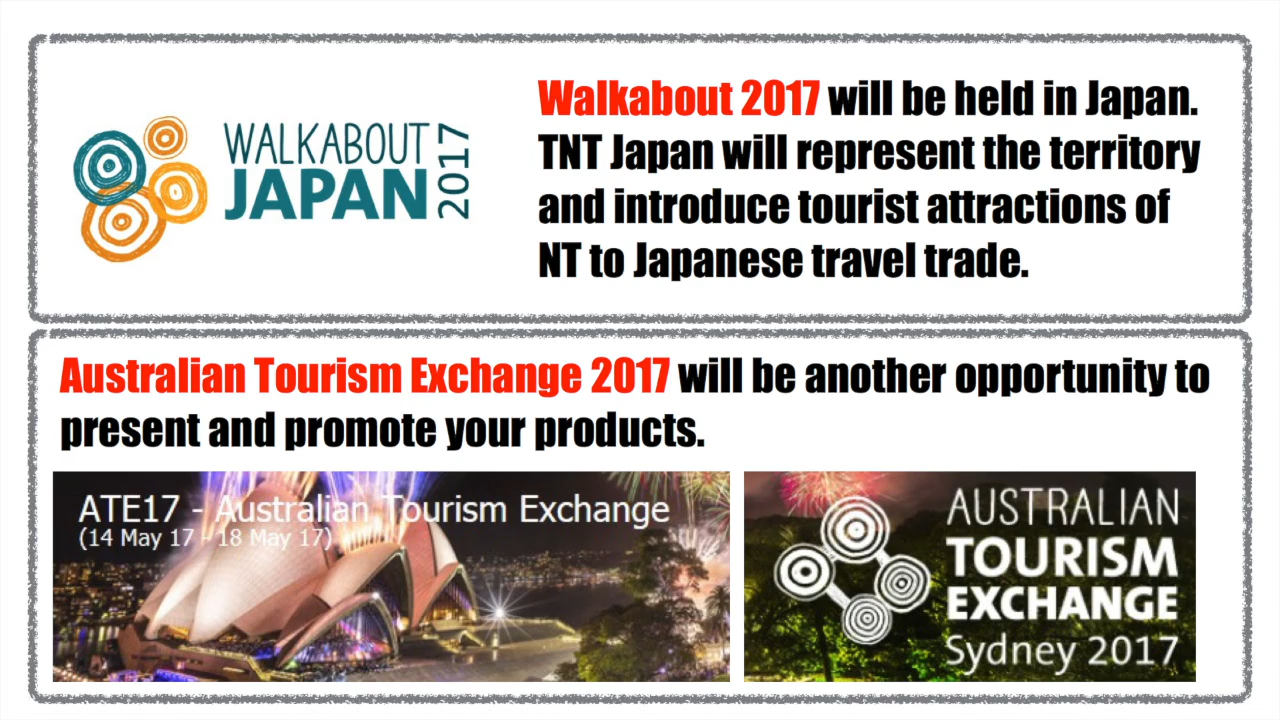 WALKABOUT
JAPAN
2017
Walkabout 2017 will be held in Japan.
TNT Japan will represent the territory
and introduce tourist attractions of
NT to Japanese travel trade.
Australian Tourism Exchange 2017 will be another opportunity to
present and promote your products.
ATE17 - Australian Tourism Exchange
(14 May 17 - 18 May 17)
AUSTRALIAN
TOURISM
EXCHANGE
Sydney 2017